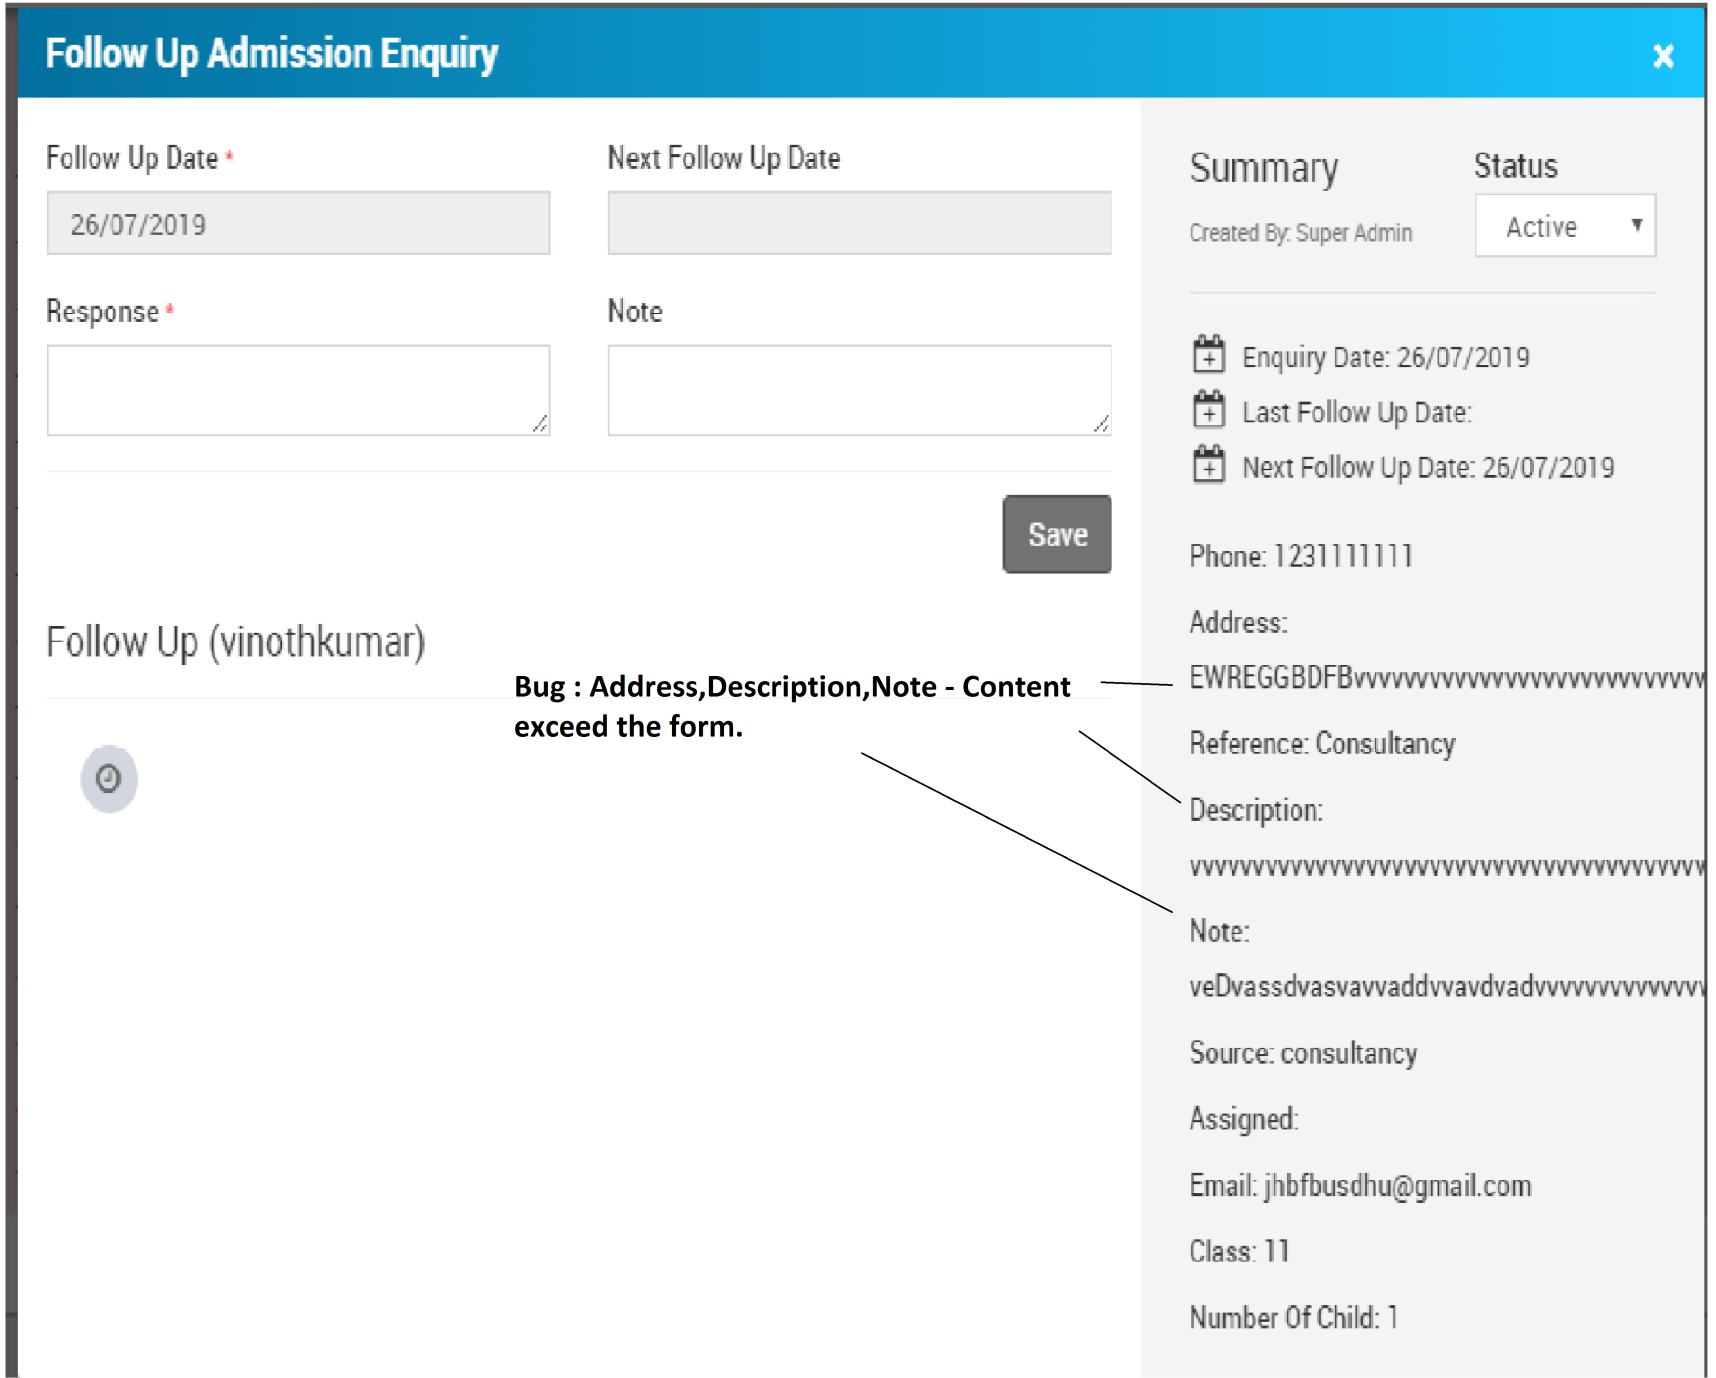 Follow Up Admission Enquiry
×
Follow Up Date *
Next Follow Up Date
26/07/2019
Response *
Note
Save
Follow Up (vinothkumar)
Bug : Address,Description,Note - Content
exceed the form.
Summary
Status
Created By: Super Admin
Active
Enquiry Date: 26/07/2019
Last Follow Up Date:
Next Follow Up Date: 26/07/2019
Phone: 1231111111
Address:
Reference: Consultancy
Description:
Note:
Source: consultancy
Assigned:
Email: jhbfbusdhu@gmail.com
Class: 11
Number Of Child: 1